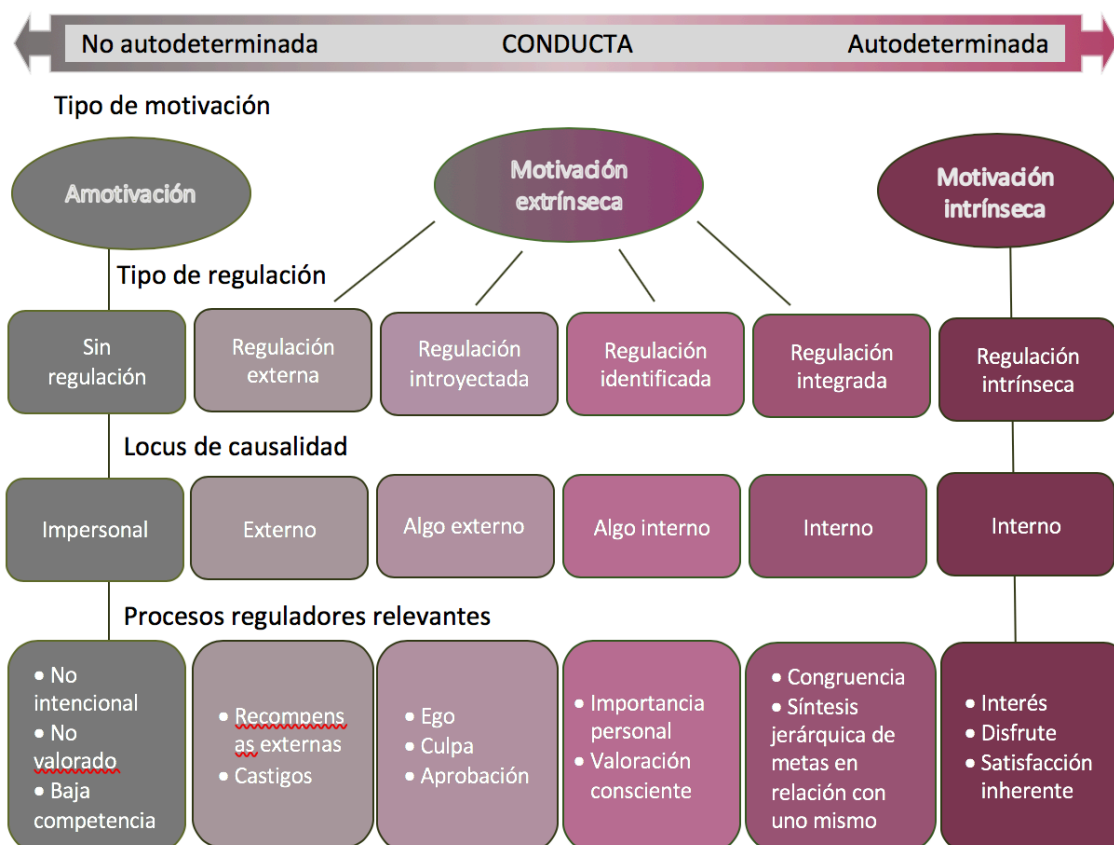 No autodeterminada CONDUCTA Autodeterminada
Tipo de motivación
Amotivación
Motivación
extrínseca
Motivación
intrínseca
Tipo de regulación
Sin
regulación
Regulación
externa
Regulación
introyectada
Regulación
identificada
Regulación
integrada
Regulación
intrínseca
Locus de causalidad
Impersonal
Externo
Algo externo
Algo interno
Interno
Interno
Procesos reguladores relevantes
• No
intencional
• No
valorado
• Baja
competencia
• Recompens
as externas
• Castigos
• Ego
• Culpa
• Aprobación
• Importancia
personal
• Valoración
consciente
• Congruencia
• Síntesis
jerárquica de
metas en
relación con
uno mismo
• Interés
• Disfrute
• Satisfacción
inherente